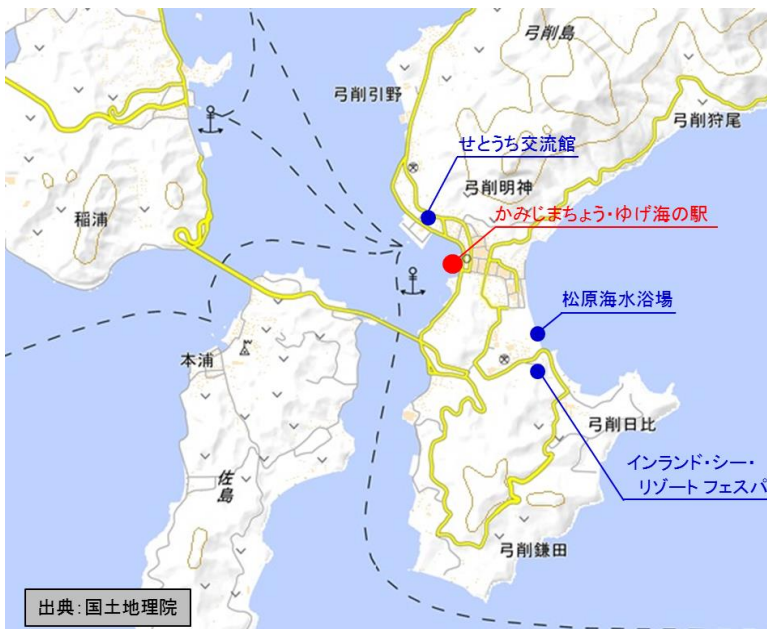 弓削島
弓削引野
弓削狩尾
せとうち交流館
弓削明神
稲浦
かみじまちょう・ゆげ海の駅
松原海水浴場
本浦
弓削日比
佐島
インランド・シー・
リゾート フェスパ
弓削鎌田
出典:国土地理院